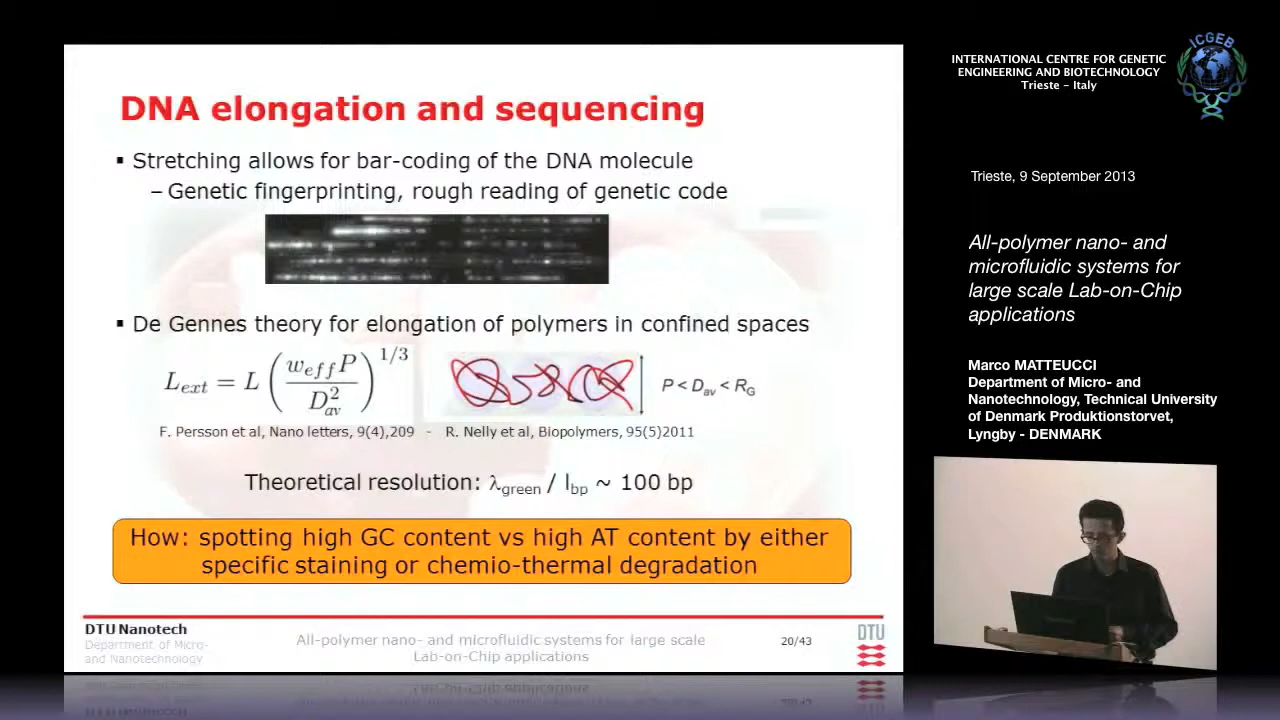 DNA elongation and sequencing
▪ Stretching allows for bar-coding of the DNA molecule
– Genetic fingerprinting, rough reading of genetic code
▪ De Gennes theory for elongation of polymers in confined spaces
L_ext = L (w_eff P / D_av^2)^1/3
P < D_av < R_G
F. Persson et al, Nano letters, 9(4),209 - R. Nelly et al, Biopolymers, 95(5)2011
Theoretical resolution: λ_green / l_bp ~ 100 bp
How: spotting high GC content vs high AT content by either
specific staining or chemio-thermal degradation
DTU Nanotech
Department of Micro-
and Nanotechnology
All-polymer nano- and microfluidic systems for large scale
Lab-on-Chip applications
20/43
DTU
INTERNATIONAL CENTRE FOR GENETIC
ENGINEERING AND BIOTECHNOLOGY
Trieste – Italy
ICGEB
Trieste, 9 September 2013
All-polymer nano- and
microfluidic systems for
large scale Lab-on-Chip
applications
Marco MATTEUCCI
Department of Micro- and
Nanotechnology, Technical University
of Denmark Produktionstorvet,
Lyngby - DENMARK